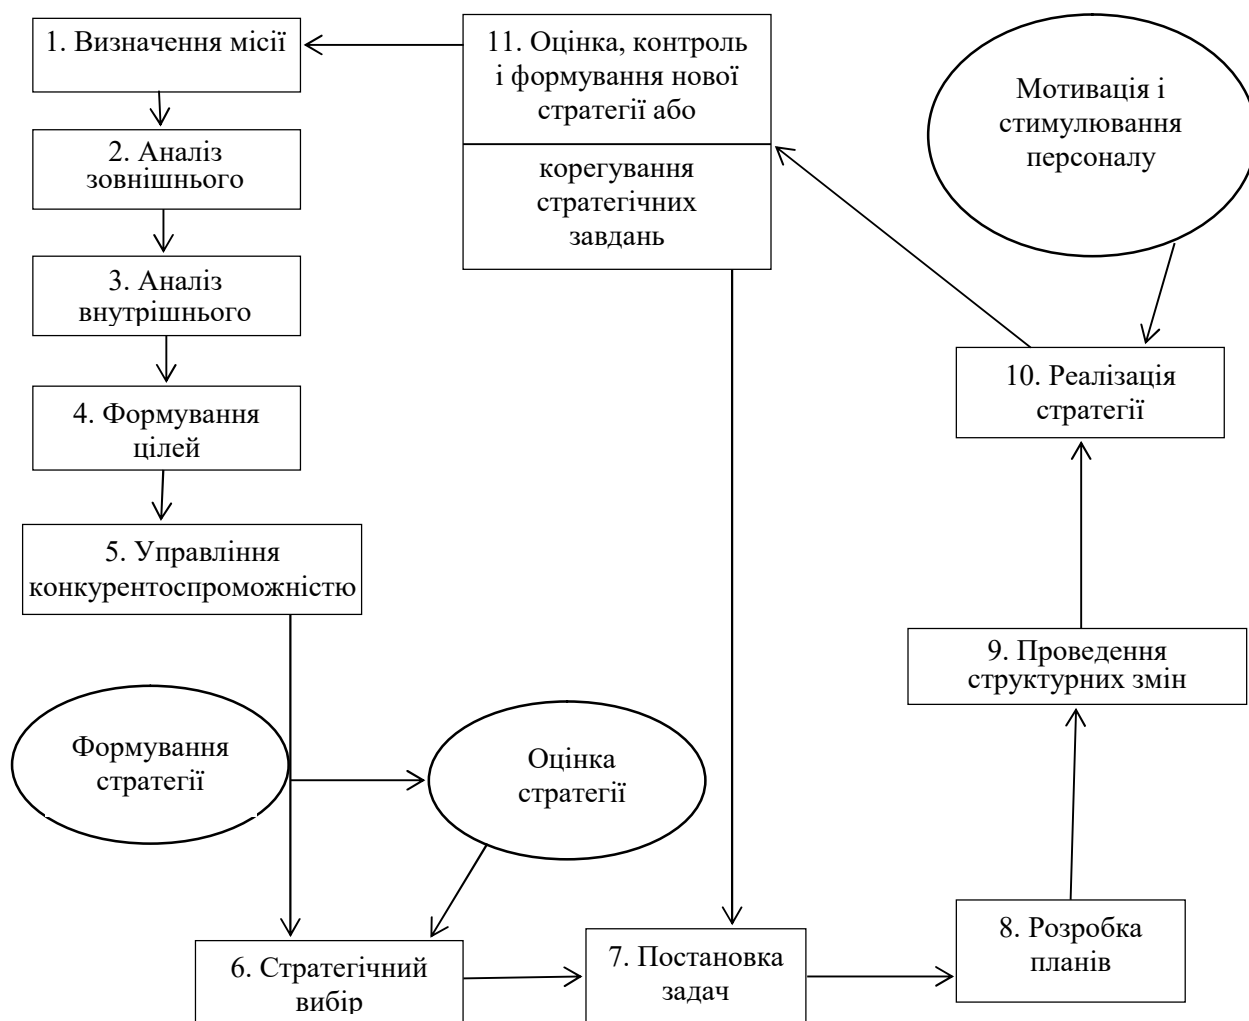 1. Визначення місії
2. Аналіз
зовнішнього
3. Аналіз
внутрішнього
4. Формування
цілей
5. Управління
конкурентоспроможністю
Формування
стратегії
Оцінка
стратегії
6. Стратегічний
вибір
7. Постановка
задач
8. Розробка
планів
9. Проведення
структурних змін
10. Реалізація
стратегії
Мотивація і
стимулювання
персоналу
11. Оцінка, контроль
і формування нової
стратегії або
корегування
стратегічних
завдань